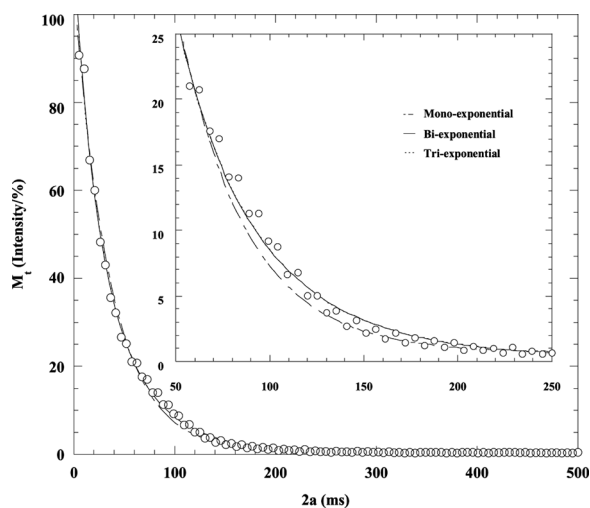 100
80
60
40
20
0
M_t (Intensity/%)
25
20
15
10
5
0
50 100 150 200 250
Mono-exponential
Bi-exponential
Tri-exponential
0 100 200 300 400 500
2a (ms)